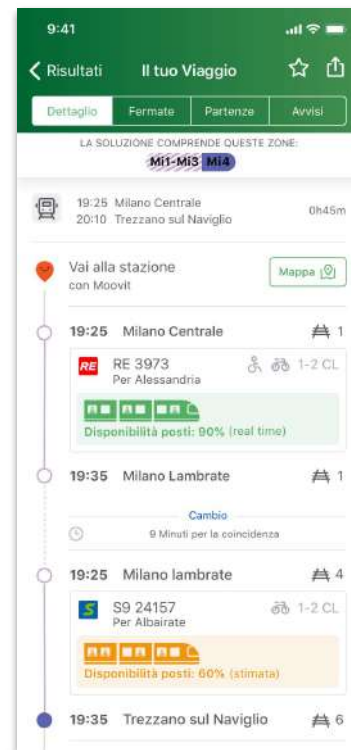 9:41
Risultati
Il tuo Viaggio
Dettaglio Fermate Partenze Avvisi
LA SOLUZIONE COMPRENDE QUESTE ZONE:
Mi1-Mi3 Mi4
19:25 Milano Centrale
20:10 Trezzano sul Naviglio
0h45m
Vai alla stazione
con Moovit
Mappa
19:25 Milano Centrale 1
RE RE 3973 1-2 CL
Per Alessandria
Disponibilità posti: 90% (real time)
19:35 Milano Lambrate 1
Cambio
9 Minuti per la coincidenza
19:25 Milano lambrate 4
S S9 24157 1-2 CL
Per Albairate
Disponibilità posti: 60% (stimata)
19:35 Trezzano sul Naviglio 6